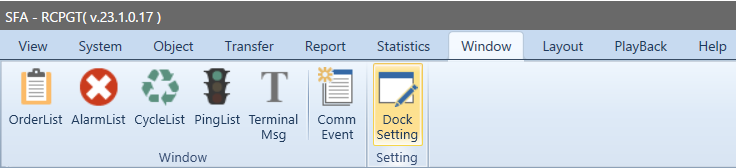 SFA - RCPGT( v.23.1.0.17 )
View System Object Transfer Report Statistics Window Layout PlayBack Help
OrderList AlarmList CycleList PingList Terminal Msg Comm Event Dock Setting
Window Setting